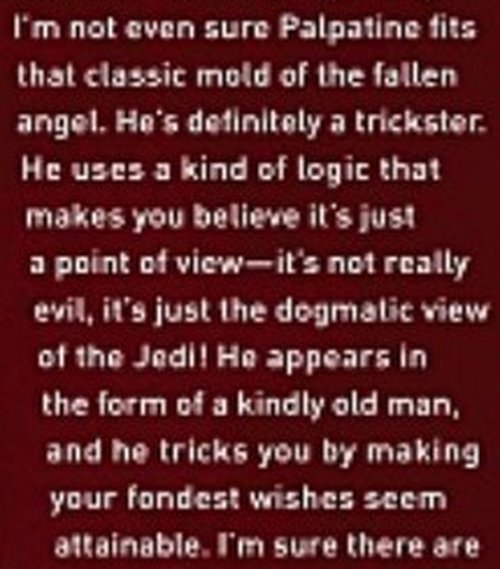 I'm not even sure Palpatine fits
that classic mold of the fallen
angel. He's definitely a trickster.
He uses a kind of logic that
makes you believe it's just
a point of view—it's not really
evil, it's just the dogmatic view
of the Jedi! He appears in
the form of a kindly old man,
and he tricks you by making
your fondest wishes seem
attainable. I'm sure there are